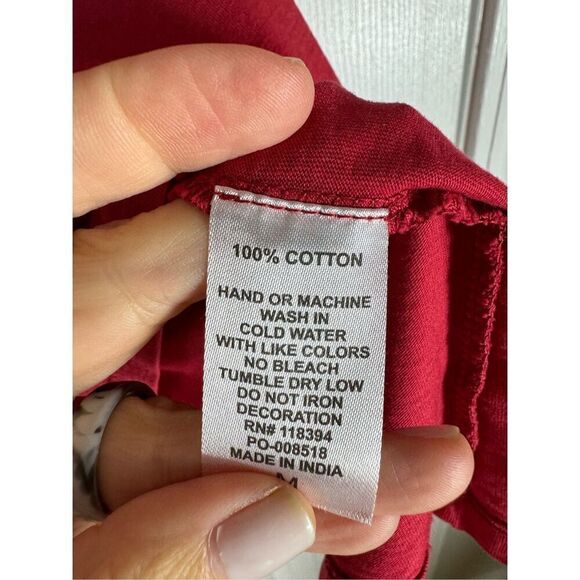 100% COTTON
HAND OR MACHINE
WASH IN
COLD WATER
WITH LIKE COLORS
NO BLEACH
TUMBLE DRY LOW
DO NOT IRON
DECORATION
RN# 118394
PO-008518
MADE IN INDIA
M